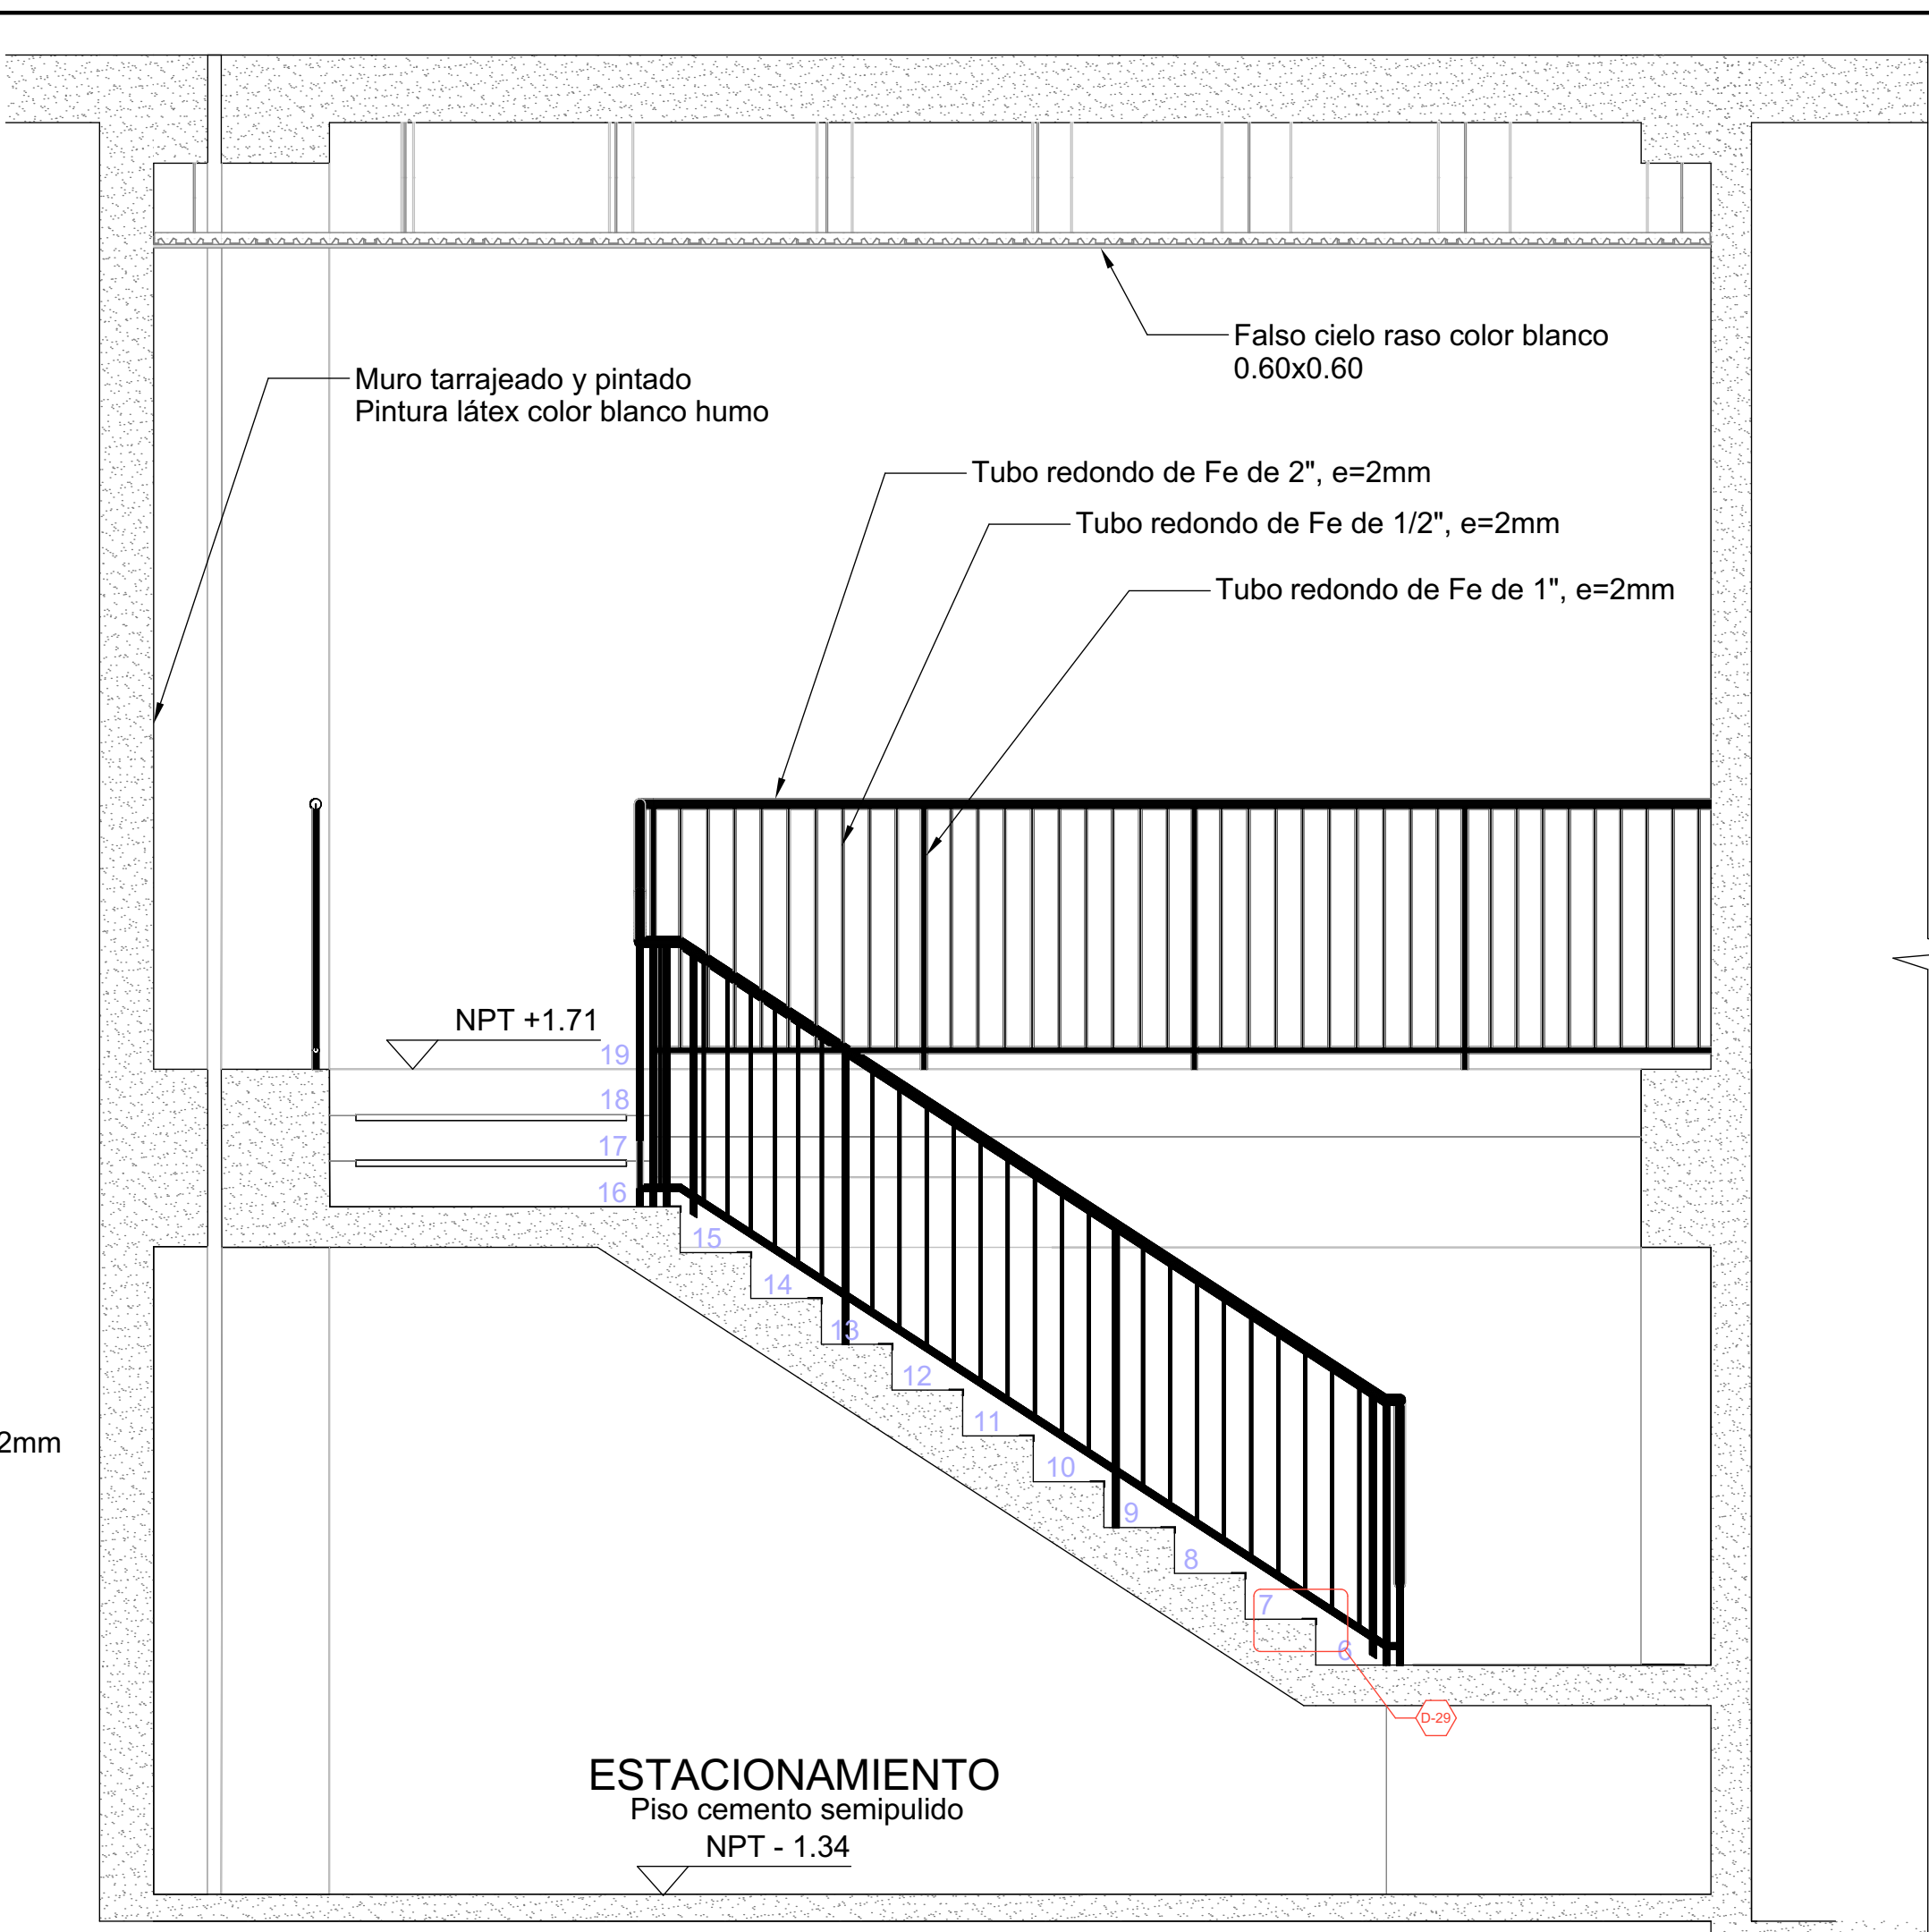 Falso cielo raso color blanco
0.60x0.60
Muro tarrajeado y pintado
Pintura látex color blanco humo
Tubo redondo de Fe de 2", e=2mm
Tubo redondo de Fe de 1/2", e=2mm
Tubo redondo de Fe de 1", e=2mm
NPT +1.71
19
18
17
16
15
14
13
12
11
10
9
8
7
6
2mm
D-29
ESTACIONAMIENTO
Piso cemento semipulido
NPT - 1.34